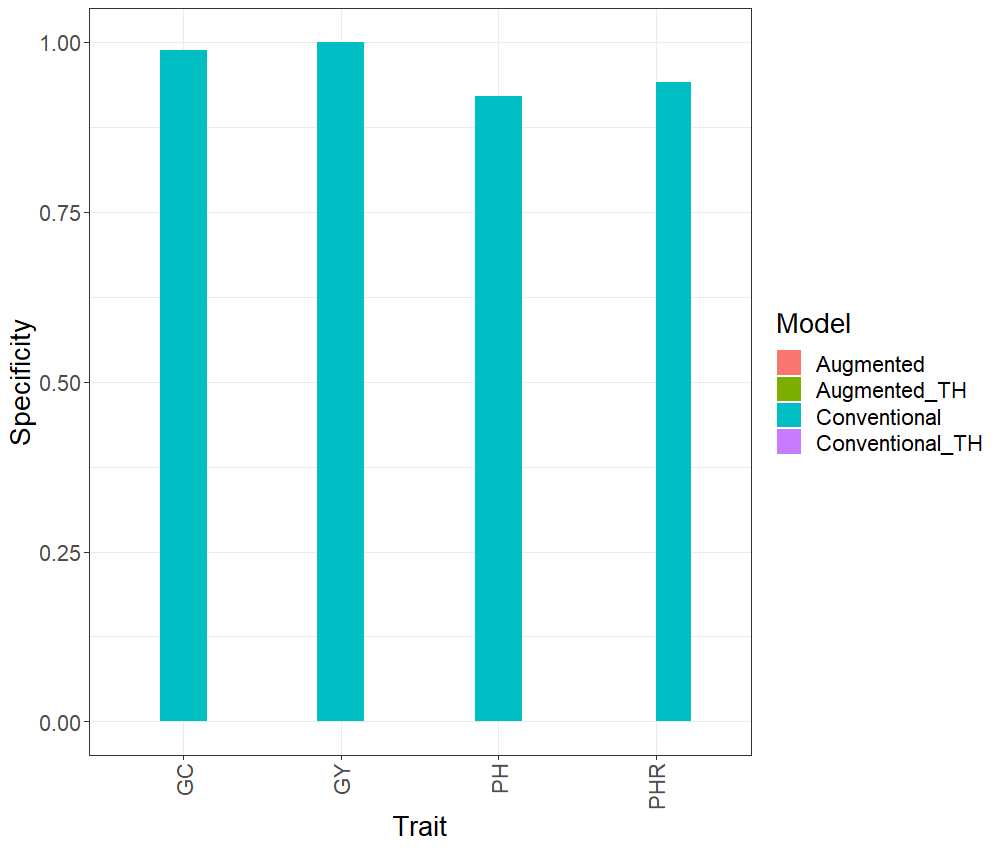 Specificity
1.00
0.75
0.50
0.25
0.00
GC
GY
PH
PHR
Trait
Model
Augmented
Augmented_TH
Conventional
Conventional_TH